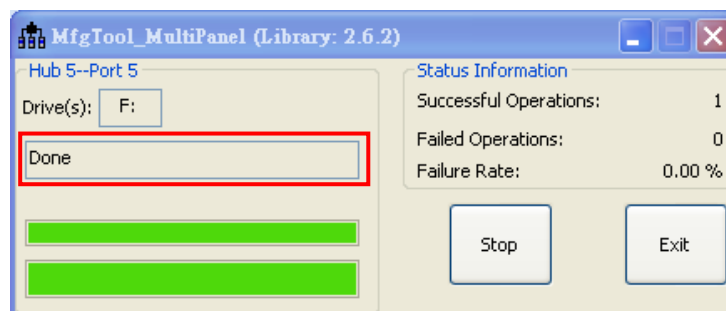 MfgTool_MultiPanel (Library: 2.6.2)
Hub 5--Port 5
Drive(s): F:
Done
Status Information
Successful Operations: 1
Failed Operations: 0
Failure Rate: 0.00 %
Stop Exit